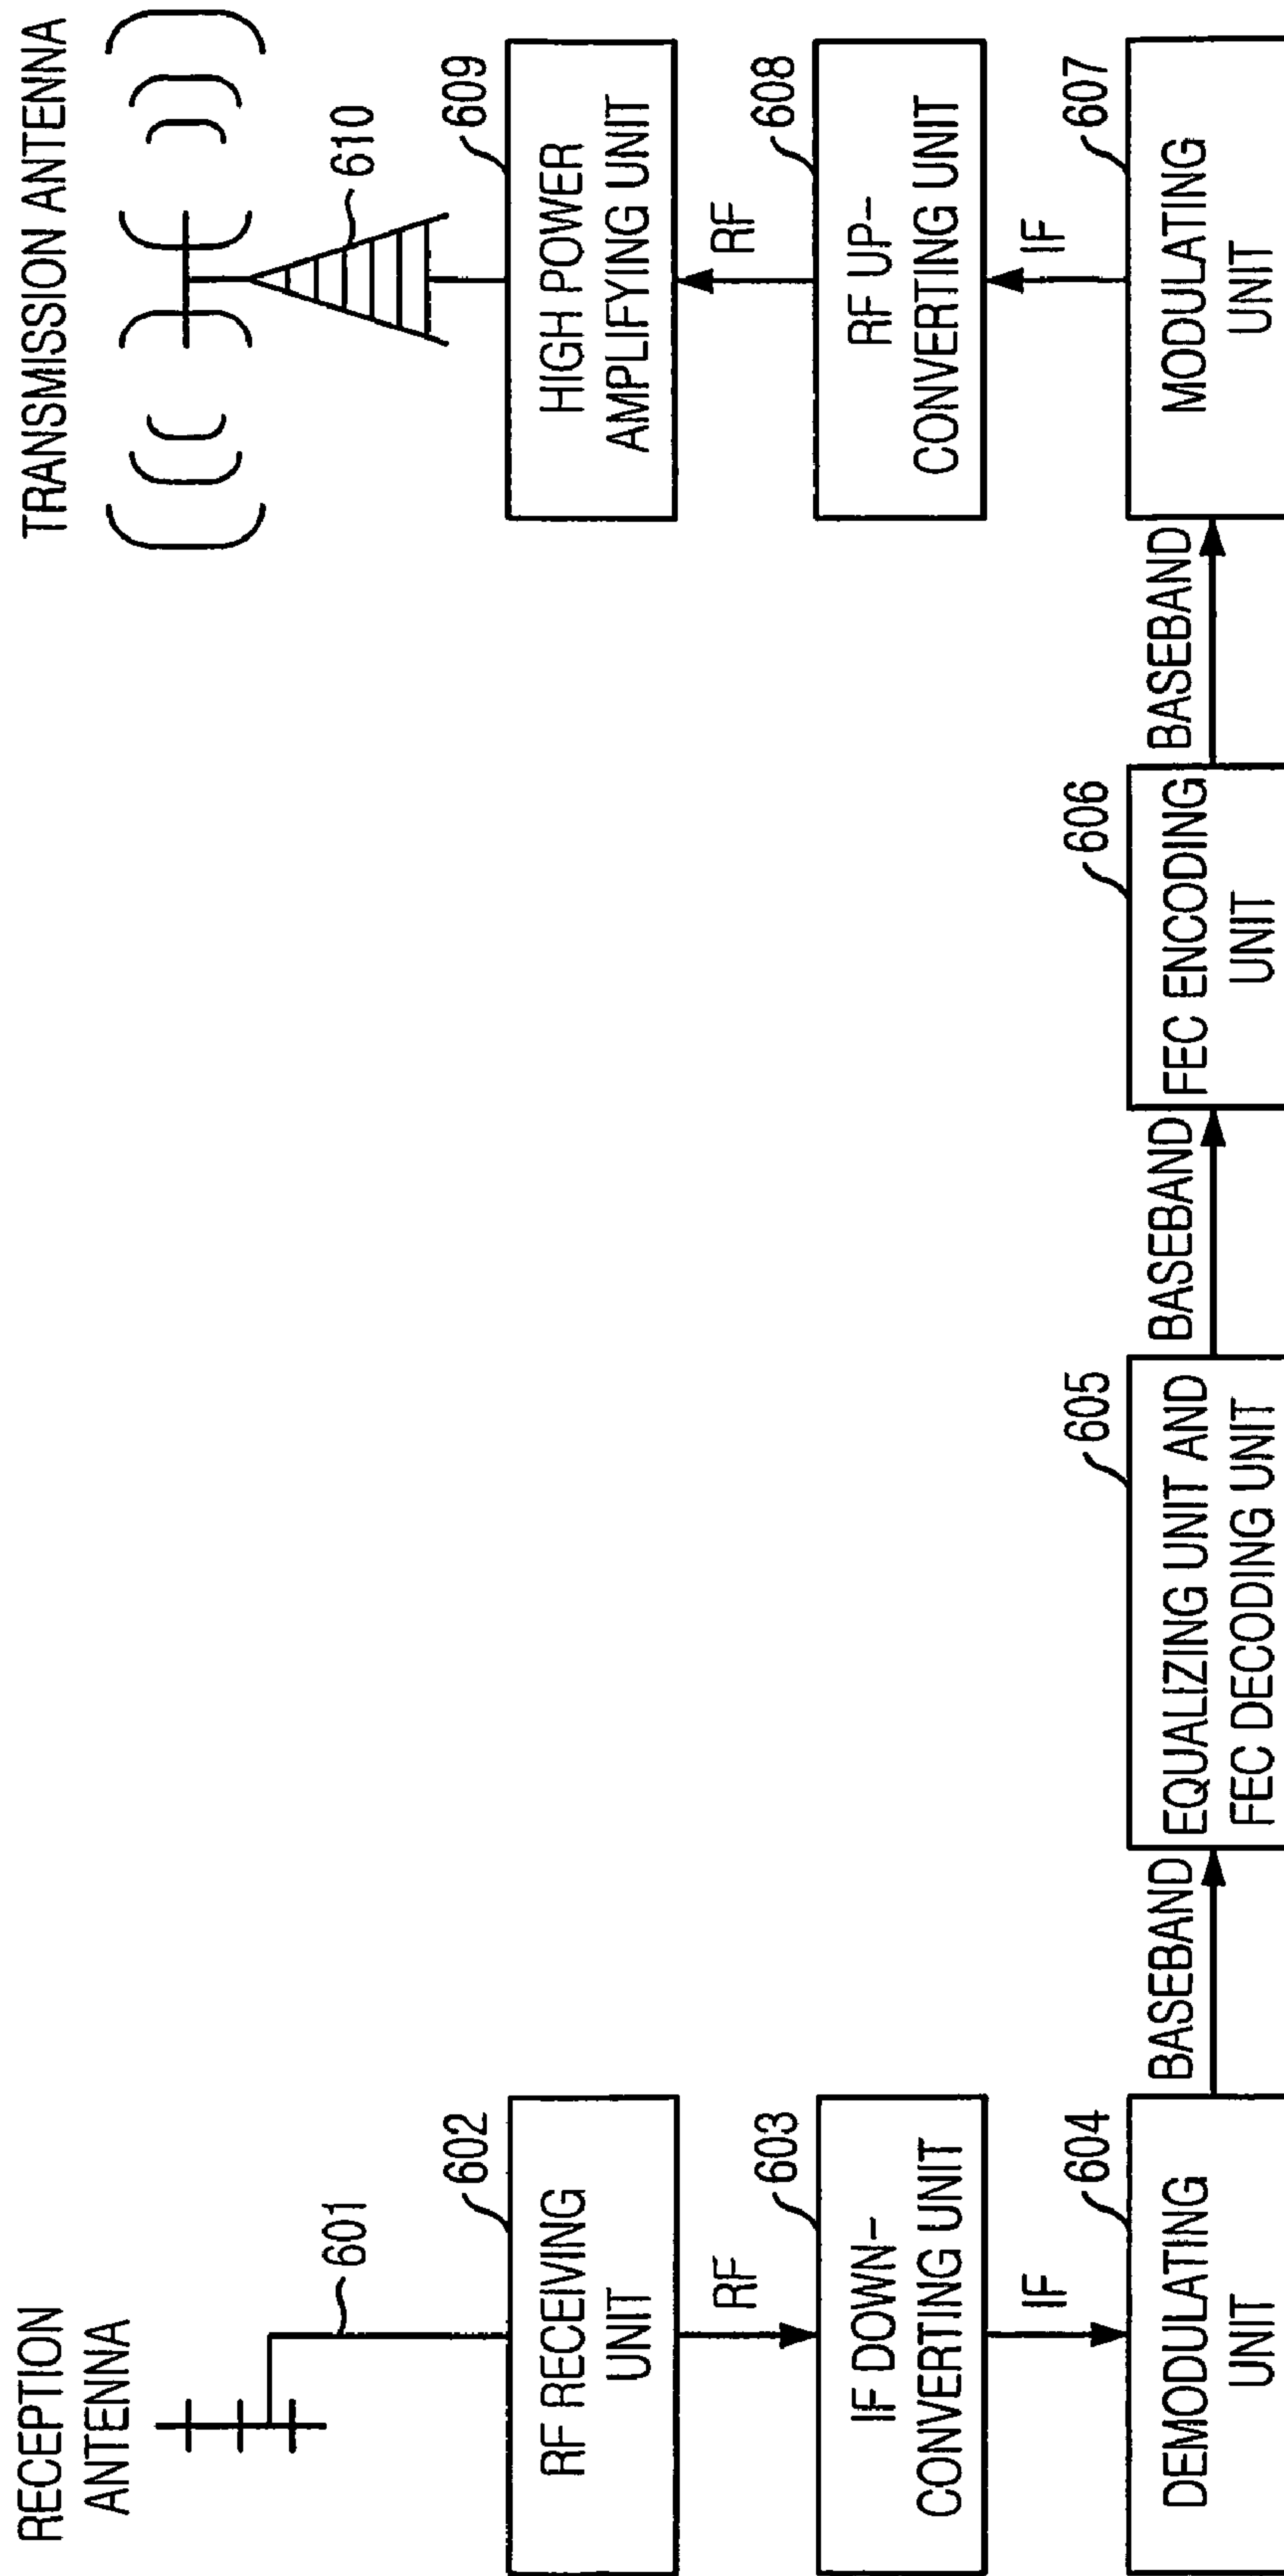 RECEPTION
ANTENNA
601
602
RF RECEIVING
UNIT
RF
603
IF DOWN-
CONVERTING UNIT
IF
604
DEMODULATING
UNIT
BASEBAND
605
EQUALIZING UNIT AND
FEC DECODING UNIT
BASEBAND
606
FEC ENCODING
UNIT
BASEBAND
607
MODULATING
UNIT
IF
608
RF UP-
CONVERTING UNIT
RF
609
HIGH POWER
AMPLIFYING UNIT
610
TRANSMISSION ANTENNA